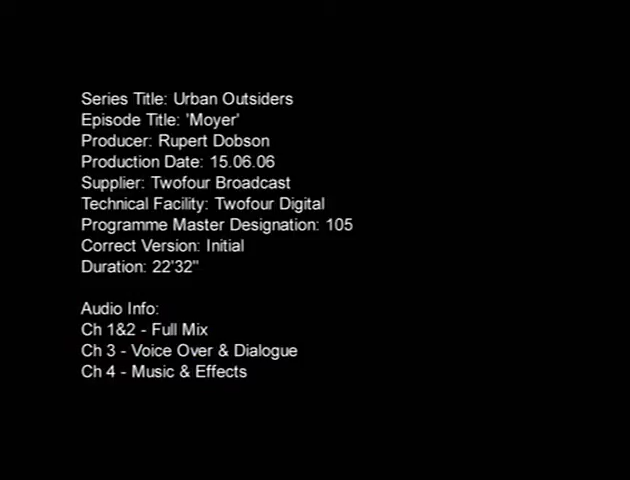 Series Title: Urban Outsiders
Episode Title: 'Moyer'
Producer: Rupert Dobson
Production Date: 15.06.06
Supplier: Twofour Broadcast
Technical Facility: Twofour Digital
Programme Master Designation: 105
Correct Version: Initial
Duration: 22'32"
Audio Info:
Ch 1&2 - Full Mix
Ch 3 - Voice Over & Dialogue
Ch 4 - Music & Effects